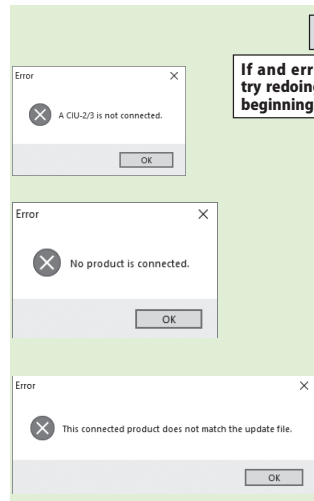 If and err
try redoin
beginning
Error
A CIU-2/3 is not connected.
OK
Error
No product is connected.
OK
Error
This connected product does not match the update file.
OK